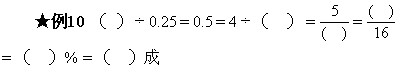 ★例10 （ ）÷0.25＝0.5＝4÷（ ）＝5/（ ）＝（ ）/16
＝（ ）%＝（ ）成